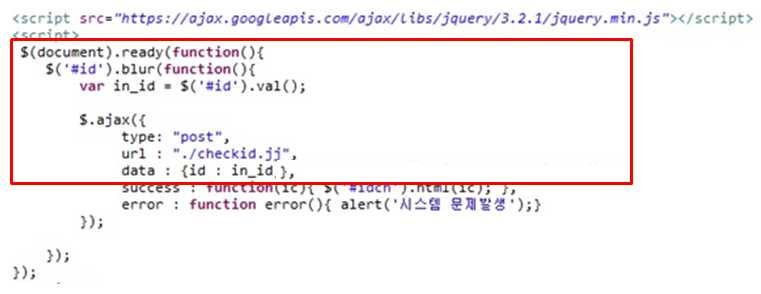 <script src="https://ajax.googleapis.com/ajax/libs/jquery/3.2.1/jquery.min.js"></script>
<script>
$(document).ready(function(){
$('#id').blur(function(){
var in_id = $('#id').val();
$.ajax({
type: "post",
url : "./checkid.jj",
data : {id : in_id },
success : function(ic){ $('#idch').html(ic); },
error : function error(){ alert('시스템 문제발생');}
});
});
});